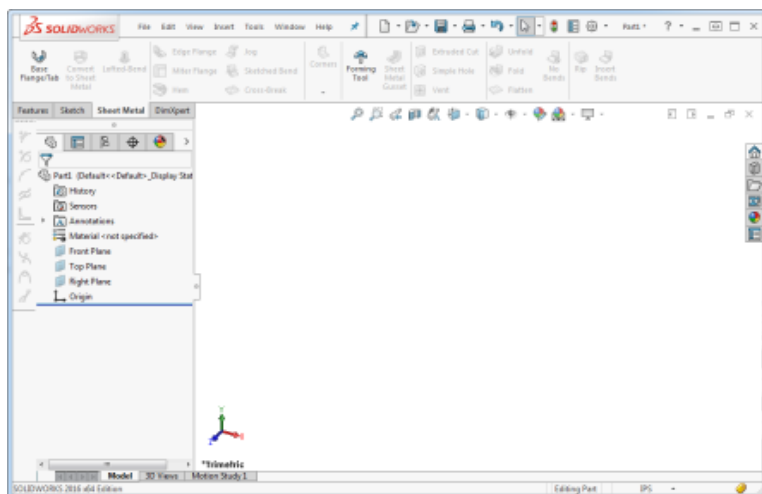 SOLIDWORKS File Edit View Insert Tools Window Help Part1 *
Base Flange/Tab
Convert to Sheet Metal
Lofted-Bend
Edge Flange
Miter Flange
Hem
Jog
Sketched Bend
Cross-Break
Corners
Forming Tool
Sheet Metal Gusset
Extruded Cut
Simple Hole
Vent
Unfold
Fold
Flatten
No Bends
Rip
Insert Bends
Features Sketch Sheet Metal DimXpert
Part1 (Default<<Default>_Display Stat
History
Sensors
Annotations
Material <not specified>
Front Plane
Top Plane
Right Plane
Origin
*Trimetric
Model 3D Views Motion Study 1
SOLIDWORKS 2016 x64 Edition Editing Part IPS